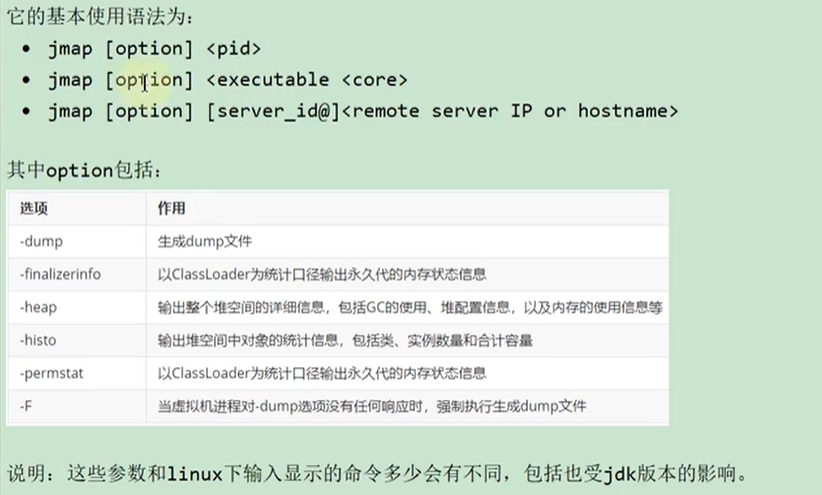 它的基本使用语法为：
• jmap [option] <pid>
• jmap [option] <executable <core>
• jmap [option] [server_id@]<remote server IP or hostname>
其中option包括：
选项 作用
-dump 生成dump文件
-finalizerinfo 以ClassLoader为统计口径输出永久代的内存状态信息
-heap 输出整个堆空间的详细信息，包括GC的使用、堆配置信息，以及内存的使用信息等
-histo 输出堆空间中对象的统计信息，包括类、实例数量和合计容量
-permstat 以ClassLoader为统计口径输出永久代的内存状态信息
-F 当虚拟机进程对-dump选项没有任何响应时，强制执行生成dump文件
说明：这些参数和linux下输入显示的命令多少会有不同，包括也受jdk版本的影响。